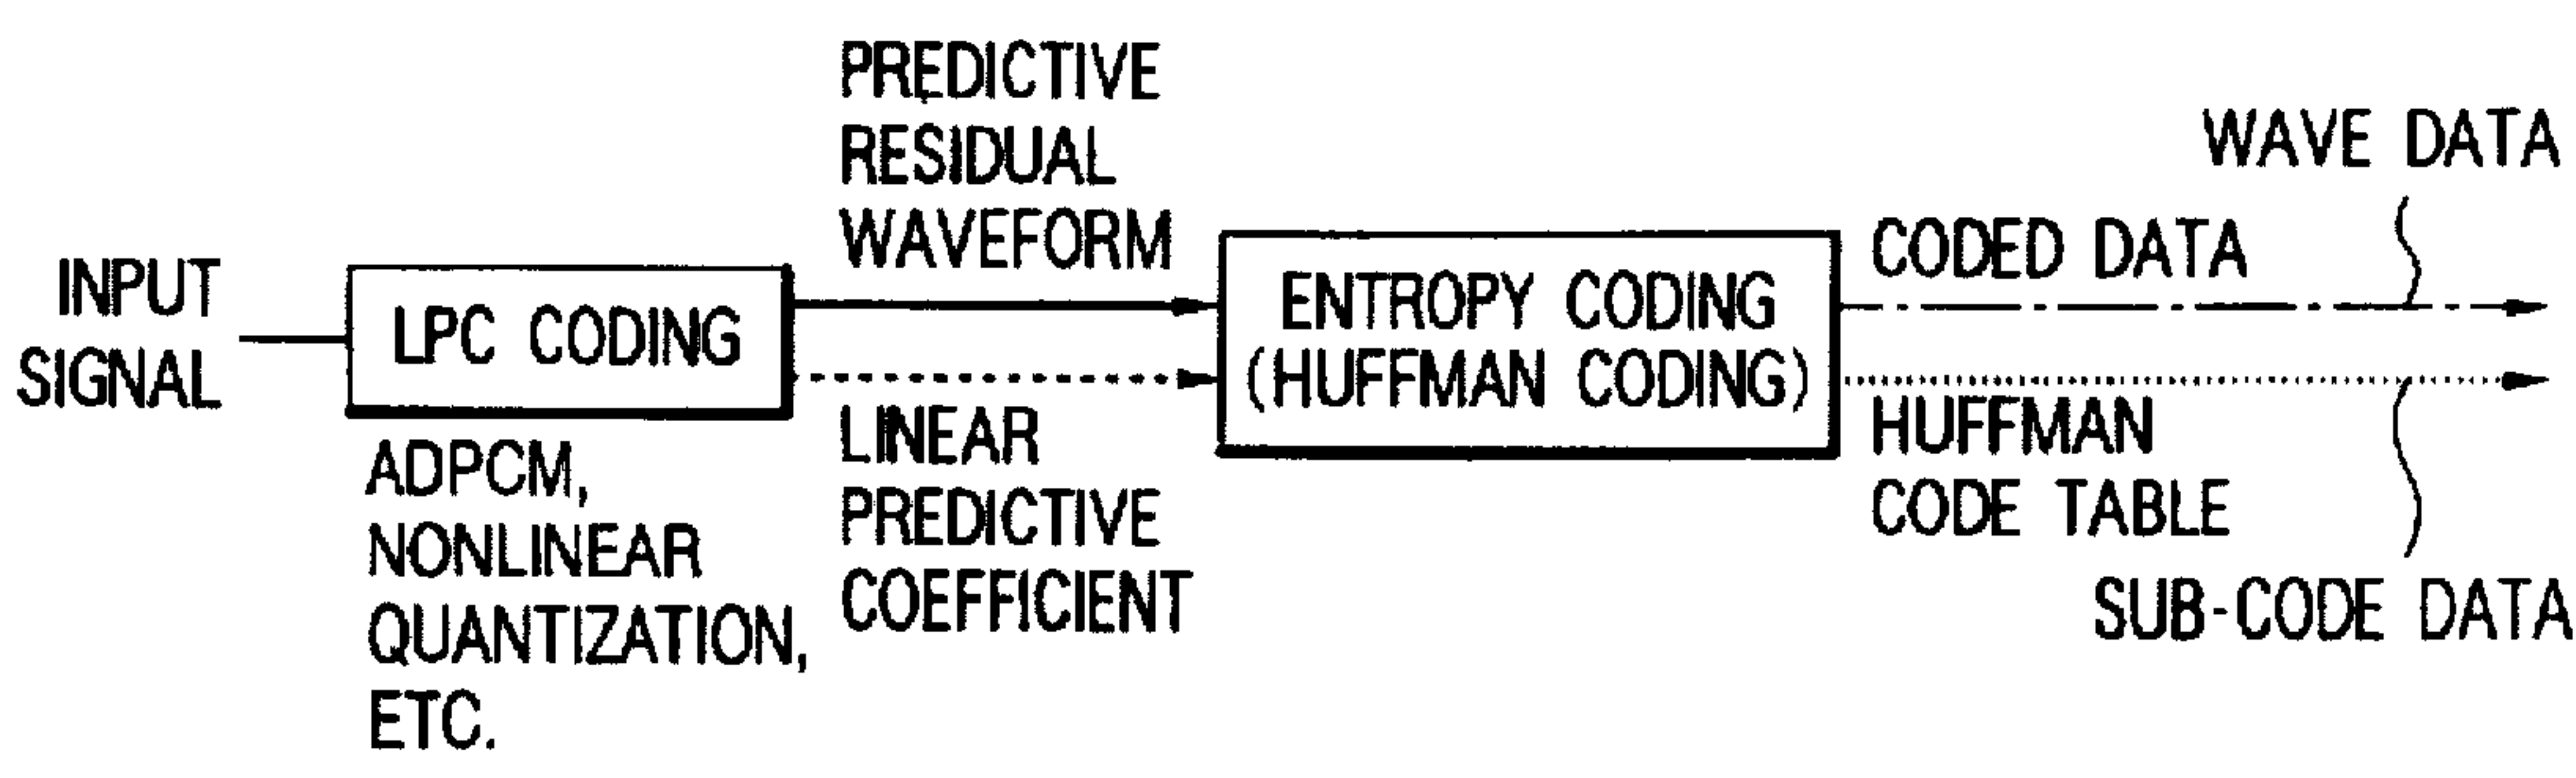 INPUT
SIGNAL
LPC CODING
ADPCM,
NONLINEAR
QUANTIZATION,
ETC.
PREDICTIVE
RESIDUAL
WAVEFORM
LINEAR
PREDICTIVE
COEFFICIENT
ENTROPY CODING
(HUFFMAN CODING)
WAVE DATA
CODED DATA
HUFFMAN
CODE TABLE
SUB-CODE DATA